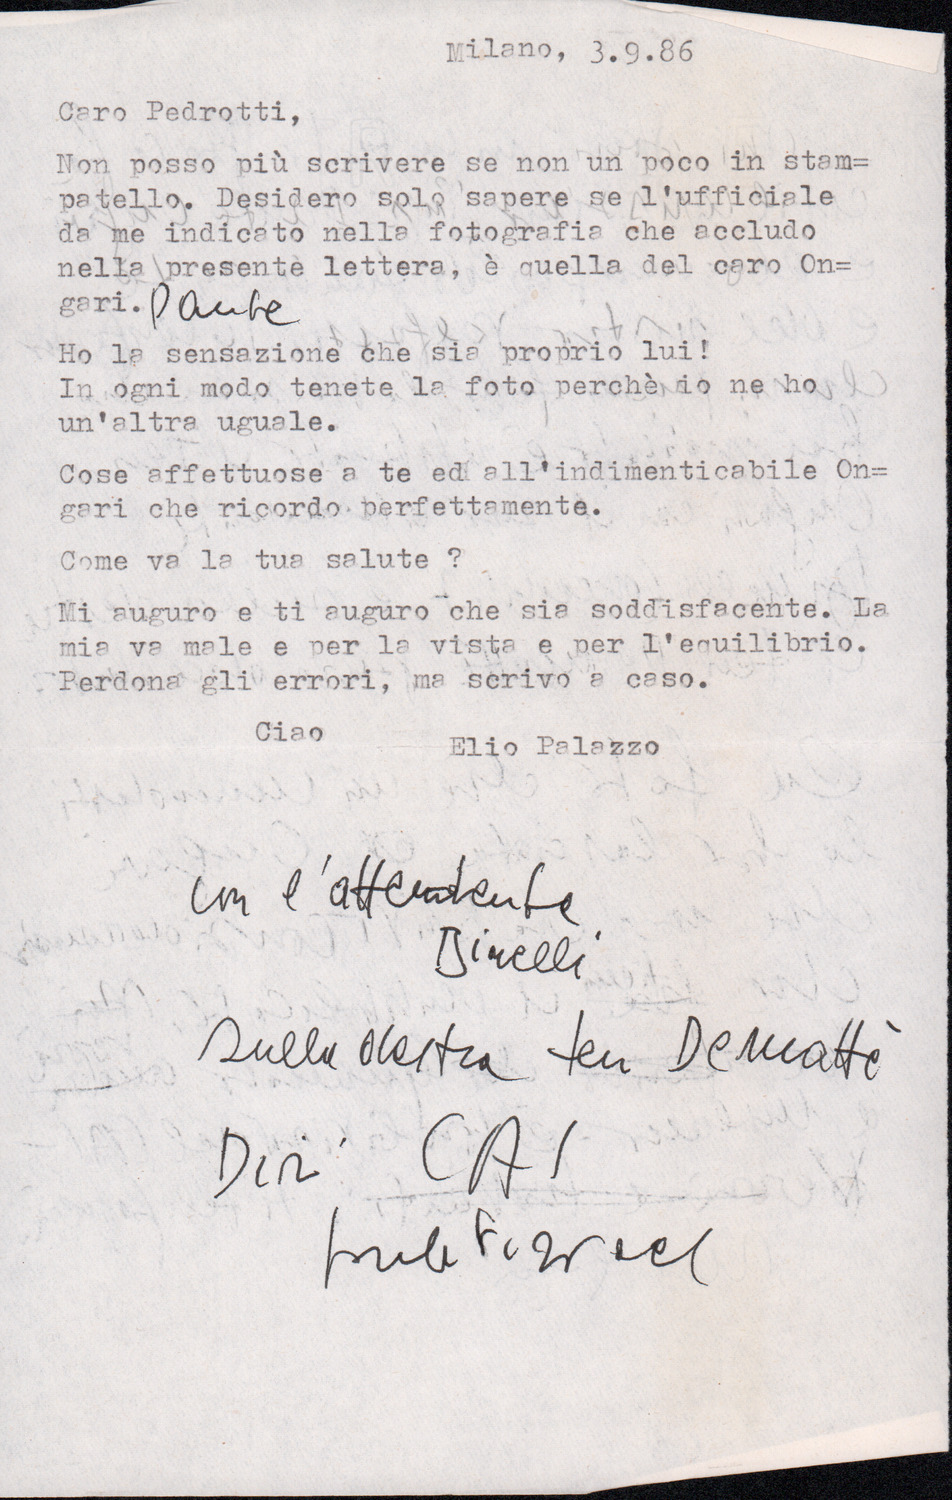 Milano, 3.9.86
Caro Pedrotti,
Non posso più scrivere se non un poco in stam=
patello. Desidero solo sapere se l'ufficiale
da me indicato nella fotografia che accludo
nella presente lettera, è quella del caro On=
gari. Dante
Ho la sensazione che sia proprio lui!
In ogni modo tenete la foto perchè io ne ho
un'altra uguale.
Cose affettuose a te ed all'indimenticabile On=
gari che ricordo perfettamente.
Come va la tua salute ?
Mi auguro e ti auguro che sia soddisfacente. La
mia va male e per la vista e per l'equilibrio.
Perdona gli errori, ma scrivo a caso.
Ciao
Elio Palazzo
con l'attendente
Binelli
sulla destra ten Dematté
CAI